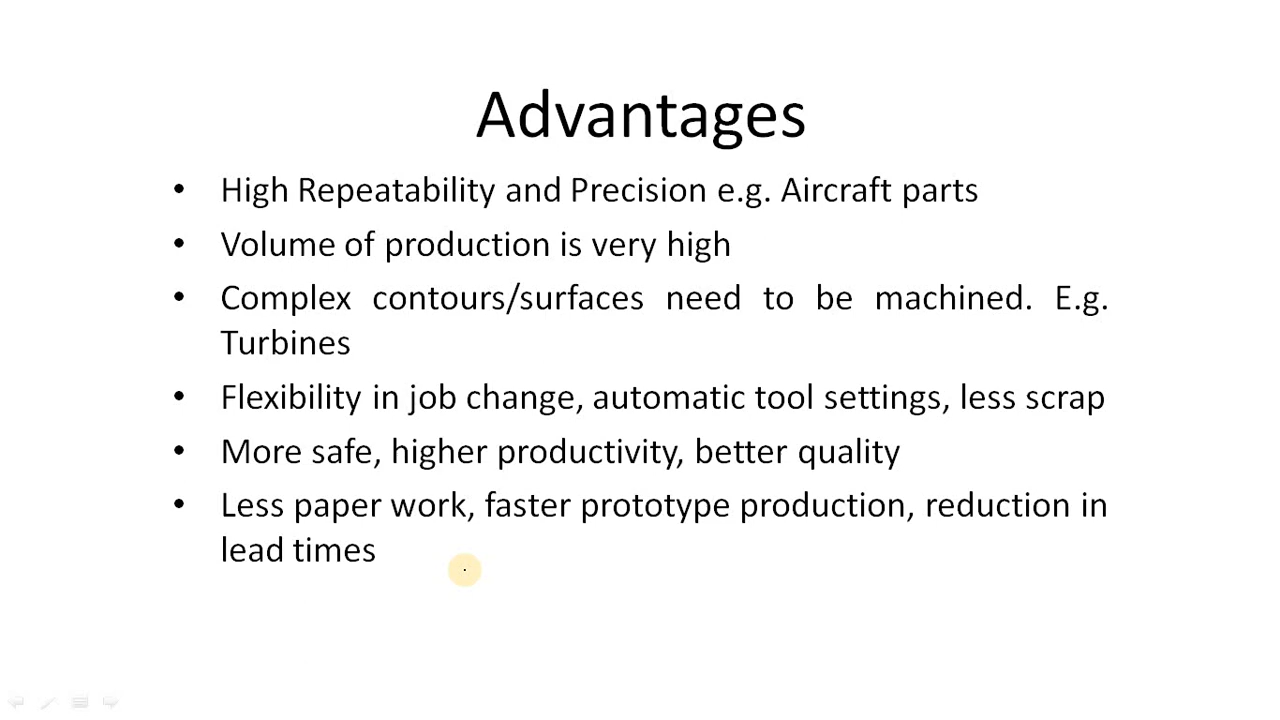 Advantages
• High Repeatability and Precision e.g. Aircraft parts
• Volume of production is very high
• Complex contours/surfaces need to be machined. E.g.
Turbines
• Flexibility in job change, automatic tool settings, less scrap
• More safe, higher productivity, better quality
• Less paper work, faster prototype production, reduction in
lead times